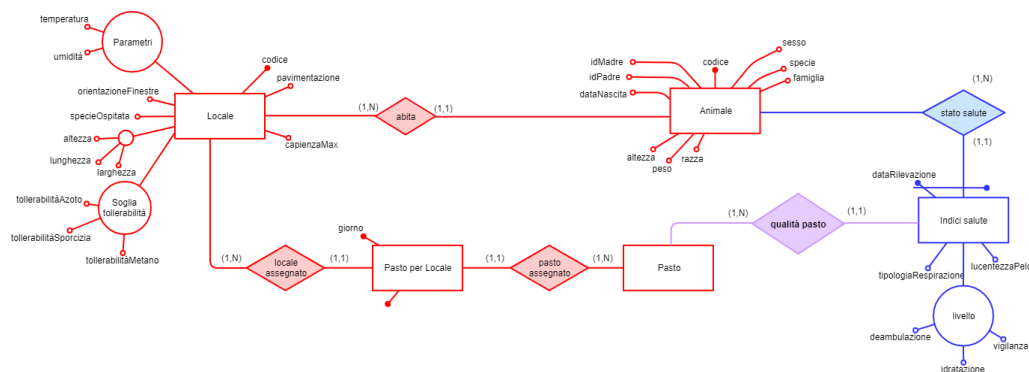 temperatura
Parametri
umidità
codice
pavimentazione
orientazioneFinestre
specieOspitata
Locale
altezza
lunghezza
larghezza
capienzaMax
(1,N)
abita
(1,1)
idMadre
idPadre
dataNascita
codice
sesso
specie
famiglia
Animale
altezza
peso
razza
(1,N)
stato salute
(1,1)
tollerabilitàAzoto
Soglia
tollerabilità
tollerabilitàSporcizia
tollerabilitàMetano
(1,N)
locale
assegnato
(1,1)
giorno
Pasto per Locale
(1,1)
pasto
assegnato
(1,N)
Pasto
(1,N)
qualità pasto
(1,1)
dataRilevazione
Indici salute
tipologiaRespirazione
lucentezzaPelo
livello
deambulazione
vigilanza
idratazione